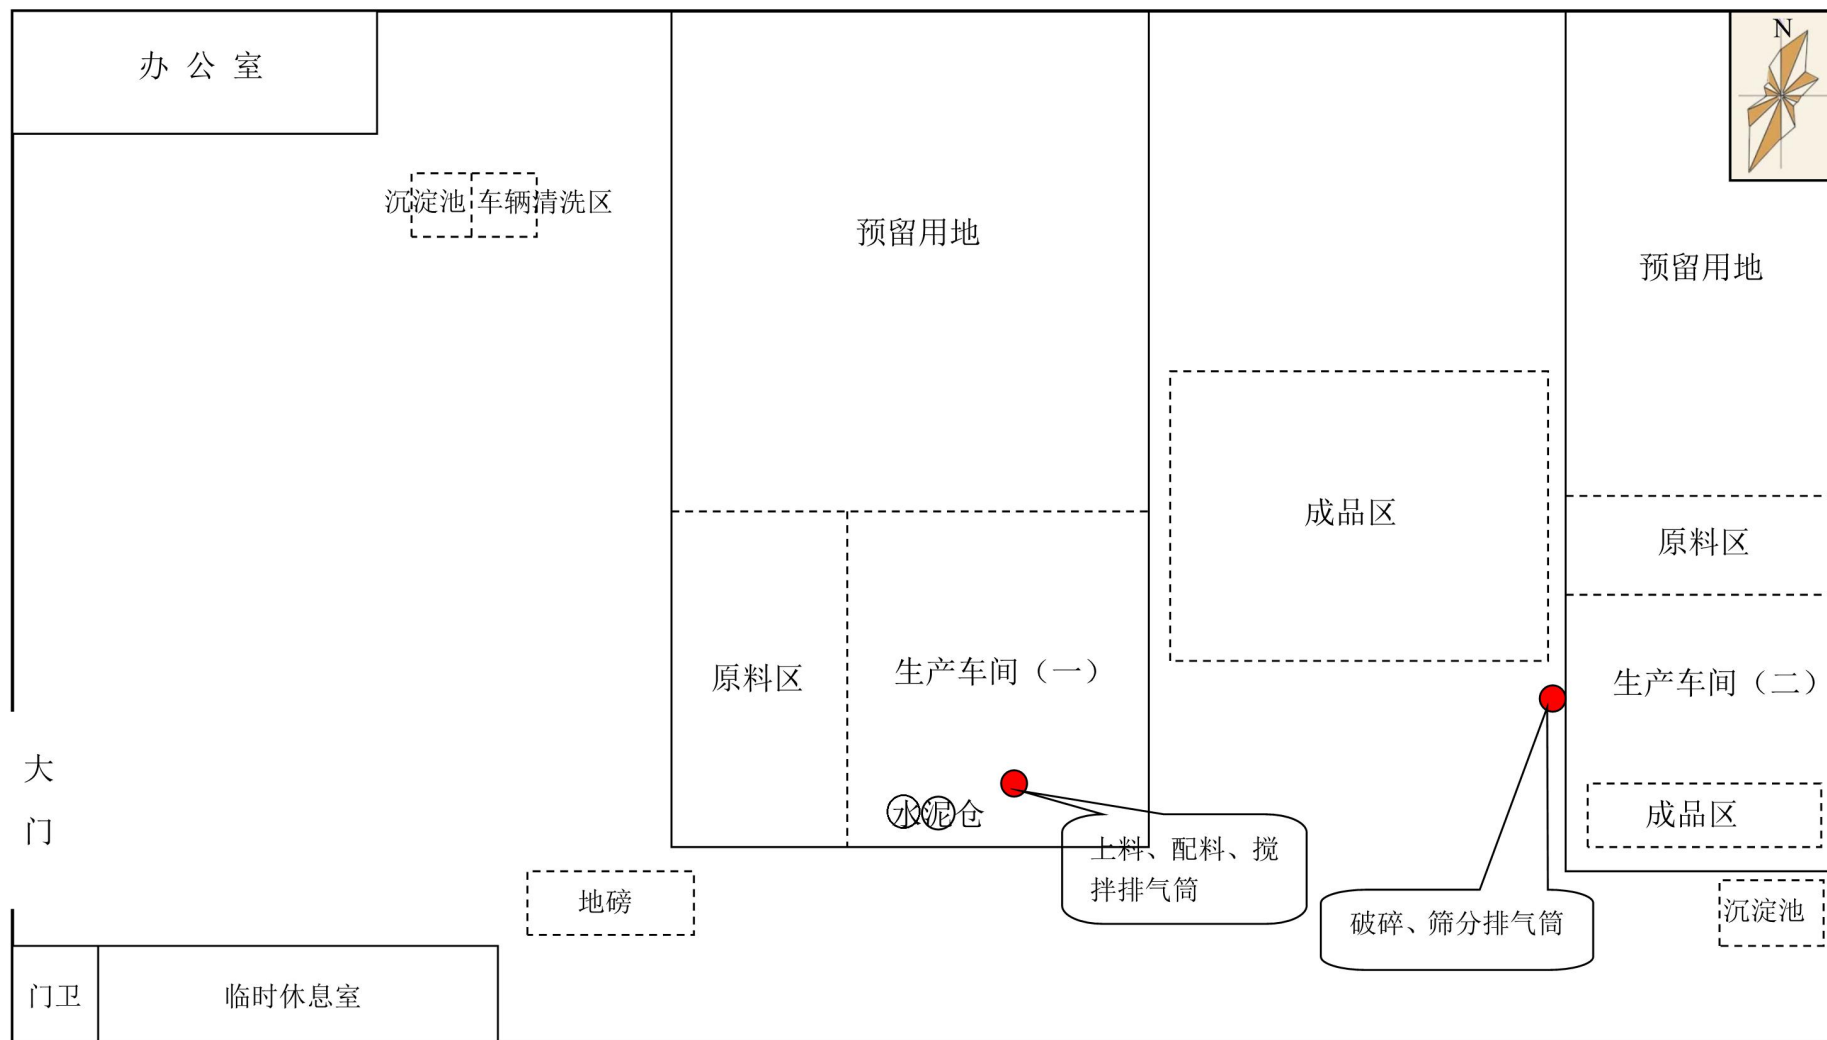 办 公 室
N
沉淀池
车辆清洗区
预留用地
预留用地
成品区
原料区
原料区
生产车间（一）
生产车间（二）
大
门
水泥仓
成品区
上料、配料、搅
拌排气筒
地磅
破碎、筛分排气筒
沉淀池
门卫
临时休息室